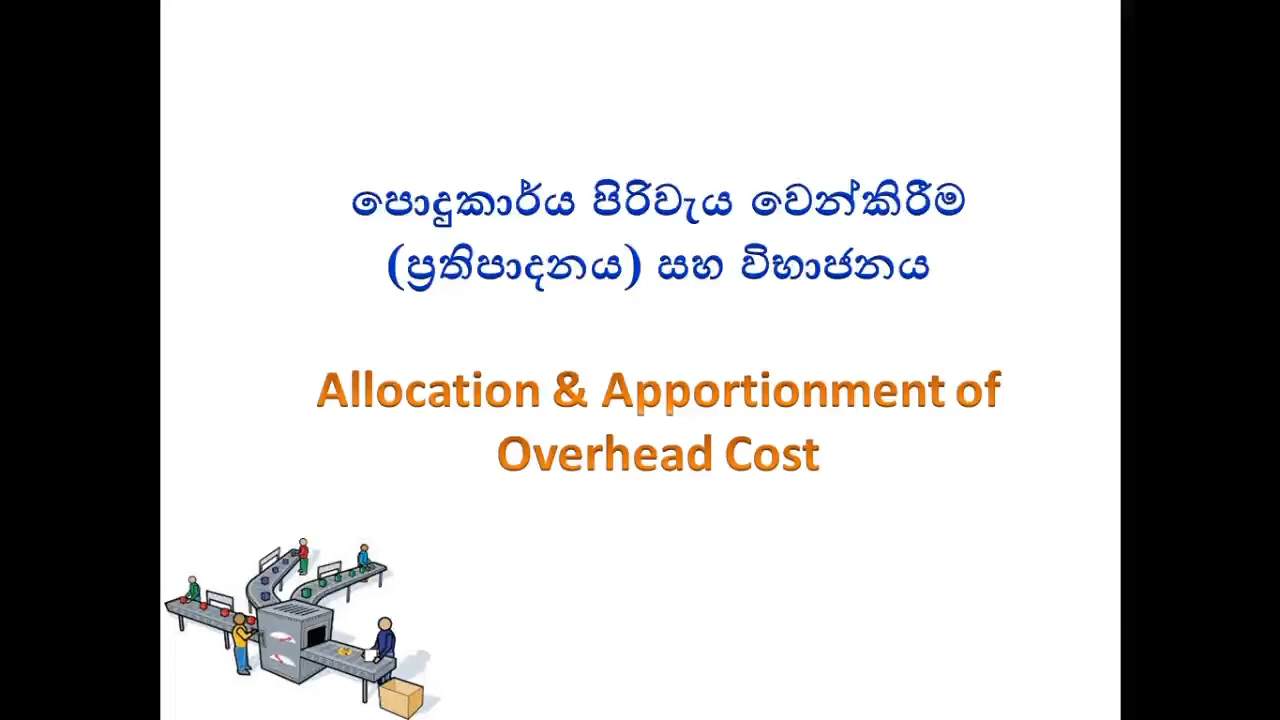 පොදුකාර්ය පිරිවැය වෙන්කිරීම
(ප්‍රතිපාදනය) සහ විභාජනය
Allocation & Apportionment of
Overhead Cost